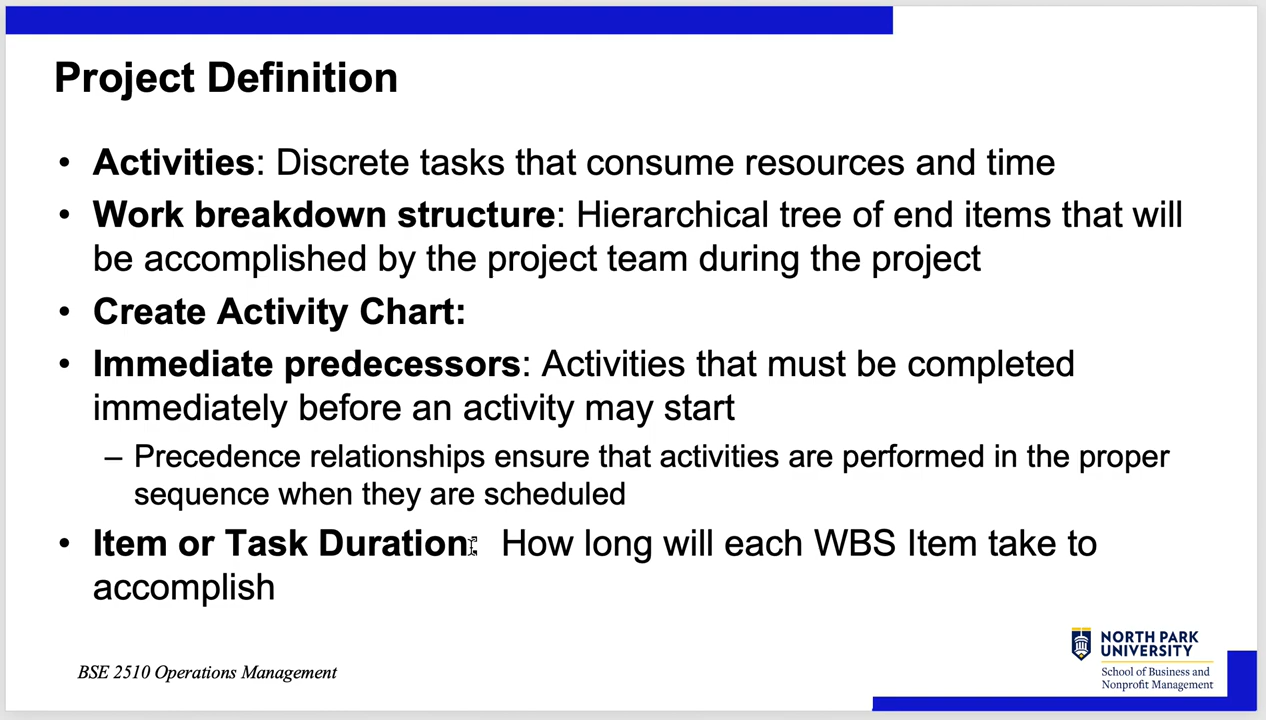 Project Definition
• Activities: Discrete tasks that consume resources and time
• Work breakdown structure: Hierarchical tree of end items that will
be accomplished by the project team during the project
• Create Activity Chart:
• Immediate predecessors: Activities that must be completed
immediately before an activity may start
– Precedence relationships ensure that activities are performed in the proper
sequence when they are scheduled
• Item or Task Duration: How long will each WBS Item take to
accomplish
BSE 2510 Operations Management
NORTH PARK
UNIVERSITY
School of Business and
Nonprofit Management